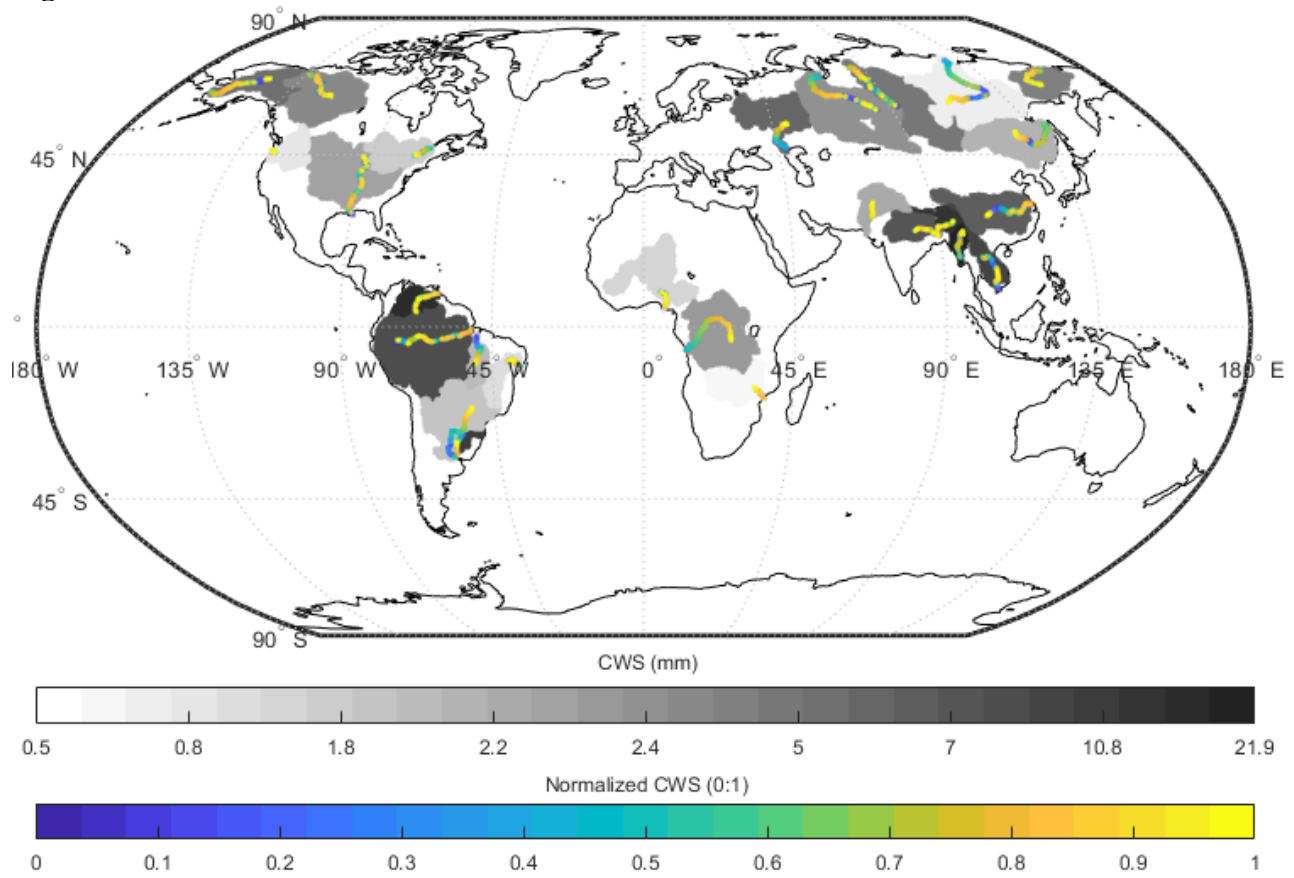 90° N
45° N
180° W 135° W 90° W 45° W 0° 45° E 90° E 135° E 180° E
45° S
90° S
CWS (mm)
0.5 0.8 1.8 2.2 2.4 5 7 10.8 21.9
Normalized CWS (0:1)
0 0.1 0.2 0.3 0.4 0.5 0.6 0.7 0.8 0.9 1